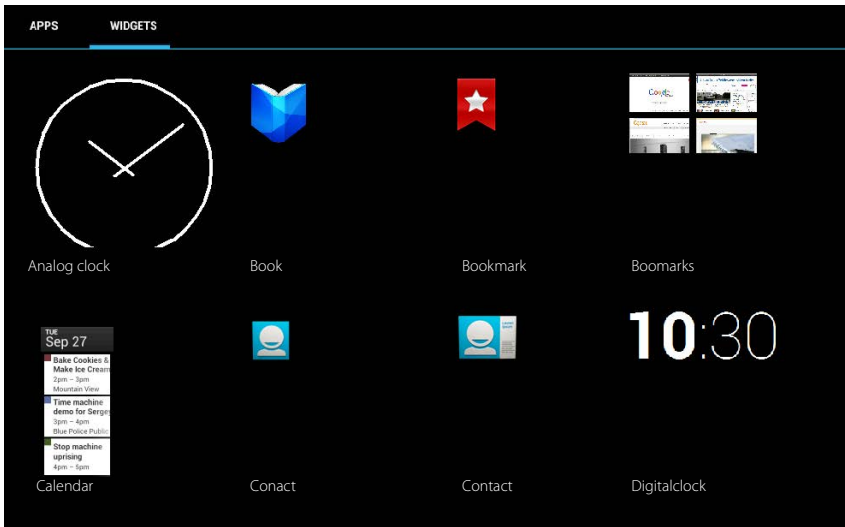 APPS WIDGETS
Analog clock Book Bookmark Boomarks
TUE
Sep 27
Bake Cookies &
Make Ice Cream
2pm – 3pm
Mountain View
Time machine
demo for Sergey
3pm – 4pm
Blue Police Public
Stop machine
uprising
4pm – 5pm
10:30
Calendar Conact Contact Digitalclock